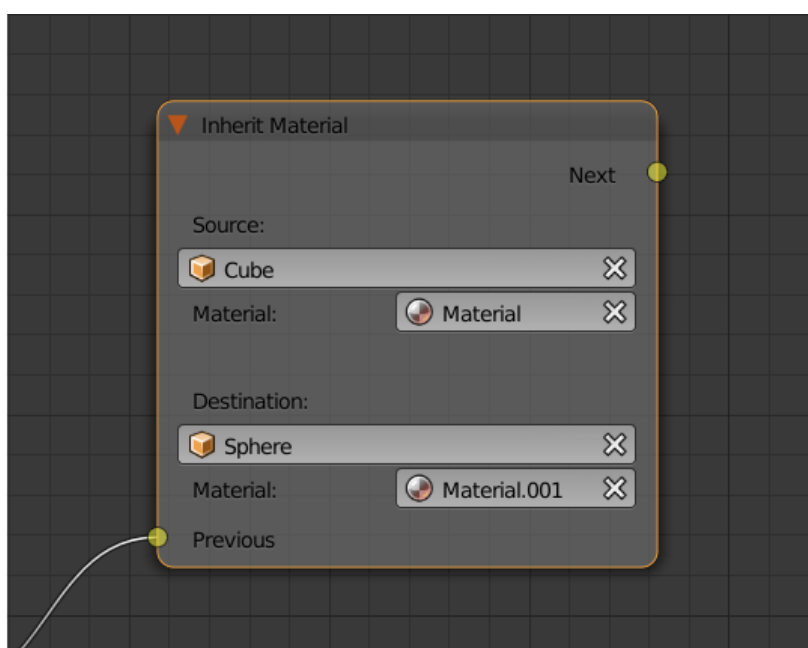 Inherit Material
Next
Source:
Cube
Material: Material
Destination:
Sphere
Material: Material.001
Previous